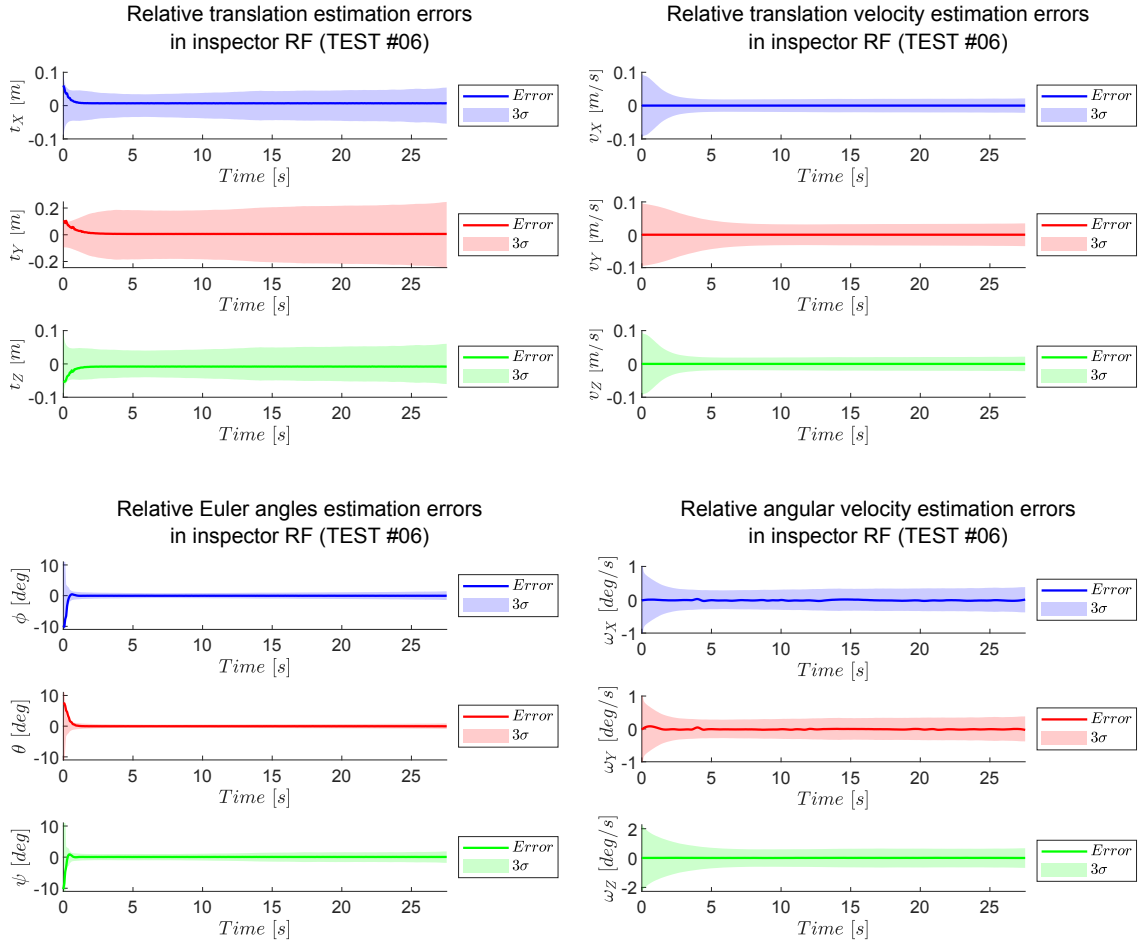 Relative translation estimation errors
in inspector RF (TEST #06)
0.1
0
-0.1
t_X [m]
0 5 10 15 20 25
Time [s]
Error
3σ
0.2
0
-0.2
t_Y [m]
0 5 10 15 20 25
Time [s]
Error
3σ
0.1
0
-0.1
t_Z [m]
0 5 10 15 20 25
Time [s]
Error
3σ
Relative translation velocity estimation errors
in inspector RF (TEST #06)
0.1
0
-0.1
v_X [m/s]
0 5 10 15 20 25
Time [s]
Error
3σ
0.1
0
-0.1
v_Y [m/s]
0 5 10 15 20 25
Time [s]
Error
3σ
0.1
0
-0.1
v_Z [m/s]
0 5 10 15 20 25
Time [s]
Error
3σ
Relative Euler angles estimation errors
in inspector RF (TEST #06)
10
0
-10
ϕ [deg]
0 5 10 15 20 25
Time [s]
Error
3σ
10
0
-10
θ [deg]
0 5 10 15 20 25
Time [s]
Error
3σ
10
0
-10
ψ [deg]
0 5 10 15 20 25
Time [s]
Error
3σ
Relative angular velocity estimation errors
in inspector RF (TEST #06)
1
0
-1
ω_X [deg/s]
0 5 10 15 20 25
Time [s]
Error
3σ
1
0
-1
ω_Y [deg/s]
0 5 10 15 20 25
Time [s]
Error
3σ
2
0
-2
ω_Z [deg/s]
0 5 10 15 20 25
Time [s]
Error
3σ